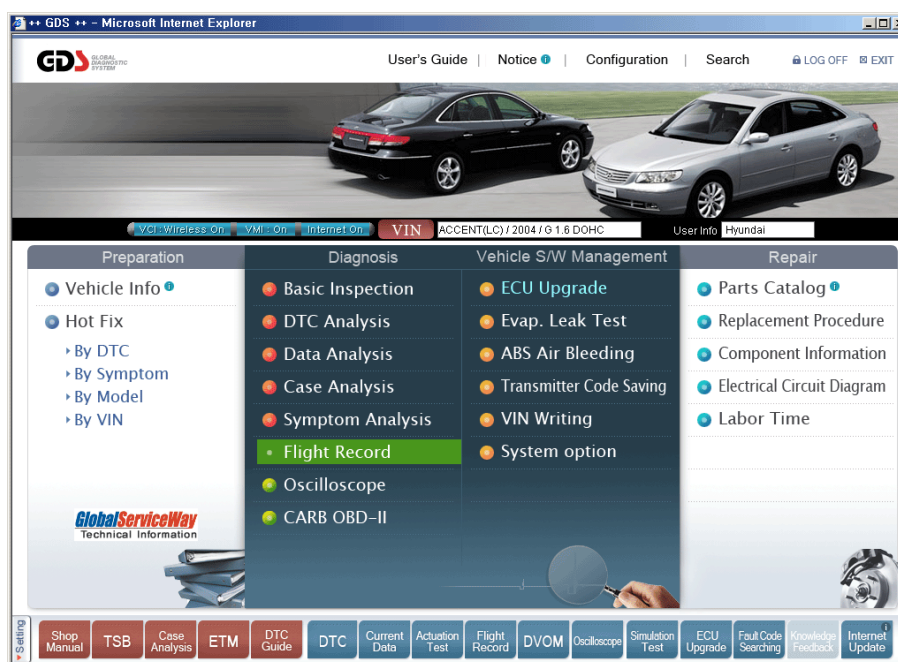 ++ GDS ++ - Microsoft Internet Explorer
GDS GLOBAL DIAGNOSTIC SYSTEM
User's Guide | Notice | Configuration | Search LOG OFF EXIT
VCI : Wireless On VMI : On Internet On VIN ACCENT(LC) / 2004 / G 1.6 DOHC User Info Hyundai
Preparation
Vehicle Info
Hot Fix
By DTC
By Symptom
By Model
By VIN
GlobalServiceWay
Technical Information
Diagnosis
Basic Inspection
DTC Analysis
Data Analysis
Case Analysis
Symptom Analysis
Flight Record
Oscilloscope
CARB OBD-II
Vehicle S/W Management
ECU Upgrade
Evap. Leak Test
ABS Air Bleeding
Transmitter Code Saving
VIN Writing
System option
Repair
Parts Catalog
Replacement Procedure
Component Information
Electrical Circuit Diagram
Labor Time
Setting
Shop Manual
TSB
Case Analysis
ETM
DTC Guide
DTC
Current Data
Actuation Test
Flight Record
DVOM
Oscilloscope
Simulation Test
ECU Upgrade
Fault Code Searching
Knowledge Feedback
Internet Update